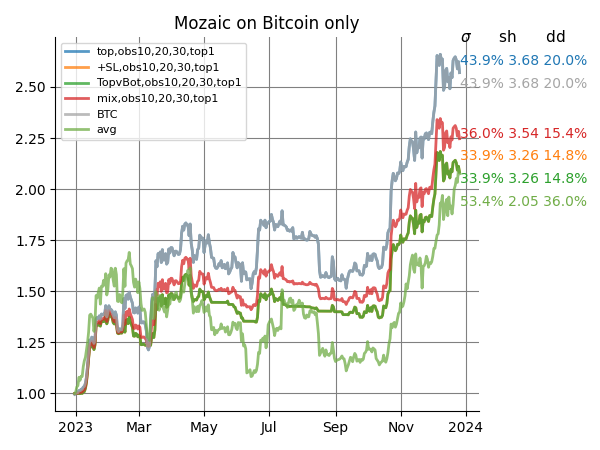 Mozaic on Bitcoin only
σ sh dd
top,obs10,20,30,top1
+SL,obs10,20,30,top1
TopvBot,obs10,20,30,top1
mix,obs10,20,30,top1
BTC
avg
43.9% 3.68 20.0%
43.9% 3.68 20.0%
36.0% 3.54 15.4%
33.9% 3.26 14.8%
33.9% 3.26 14.8%
53.4% 2.05 36.0%
2.50
2.25
2.00
1.75
1.50
1.25
1.00
2023 Mar May Jul Sep Nov 2024